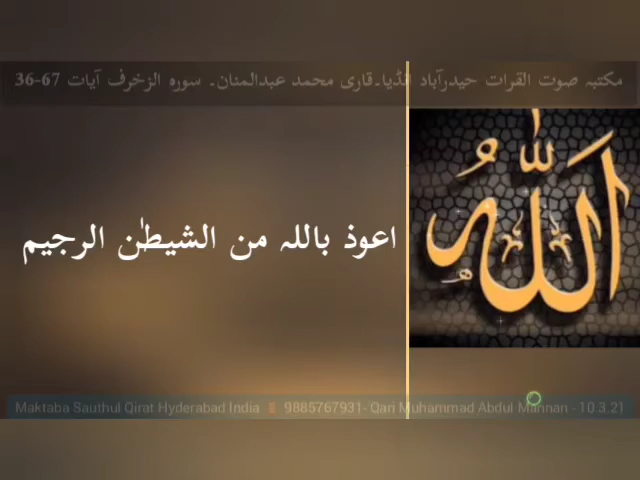 مکتبہ صوت القرات حیدرآباد انڈیا۔قاری محمد عبدالمنان۔ سورہ الزخرف آیات 67-36
اعوذ باللہ من الشیطٰن الرجیم
الله
Maktaba Sauthul Qirat Hyderabad India || 9885767931- Qari Muhammad Abdul Mannan - 10.3.21